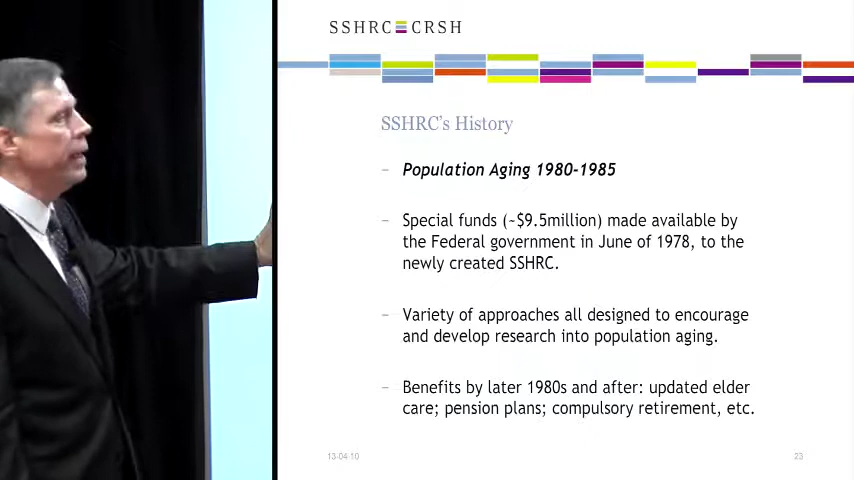 SSHRC CRSH
SSHRC's History
– Population Aging 1980-1985
– Special funds (~$9.5million) made available by
the Federal government in June of 1978, to the
newly created SSHRC.
– Variety of approaches all designed to encourage
and develop research into population aging.
– Benefits by later 1980s and after: updated elder
care; pension plans; compulsory retirement, etc.
13-04-10
23